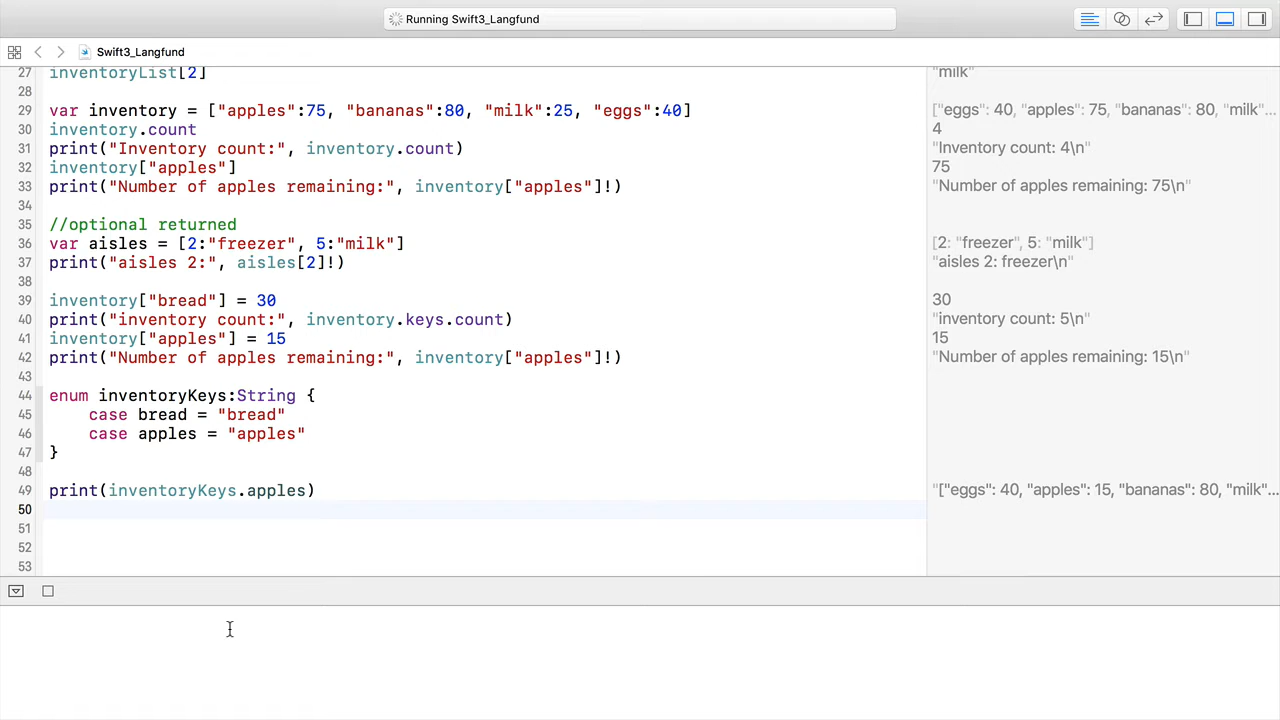 Running Swift3_Langfund
Swift3_Langfund
27 inventoryList[2] "milk"
28
29 var inventory = ["apples":75, "bananas":80, "milk":25, "eggs":40] ["eggs": 40, "apples": 75, "bananas": 80, "milk"...
30 inventory.count 4
31 print("Inventory count:", inventory.count) "Inventory count: 4\n"
32 inventory["apples"] 75
33 print("Number of apples remaining:", inventory["apples"]!) "Number of apples remaining: 75\n"
34
35 //optional returned
36 var aisles = [2:"freezer", 5:"milk"] [2: "freezer", 5: "milk"]
37 print("aisles 2:", aisles[2]!) "aisles 2: freezer\n"
38
39 inventory["bread"] = 30 30
40 print("inventory count:", inventory.keys.count) "inventory count: 5\n"
41 inventory["apples"] = 15 15
42 print("Number of apples remaining:", inventory["apples"]!) "Number of apples remaining: 15\n"
43
44 enum inventoryKeys:String {
45 case bread = "bread"
46 case apples = "apples"
47 }
48
49 print(inventoryKeys.apples) "["eggs": 40, "apples": 15, "bananas": 80, "milk"...
50
51
52
53